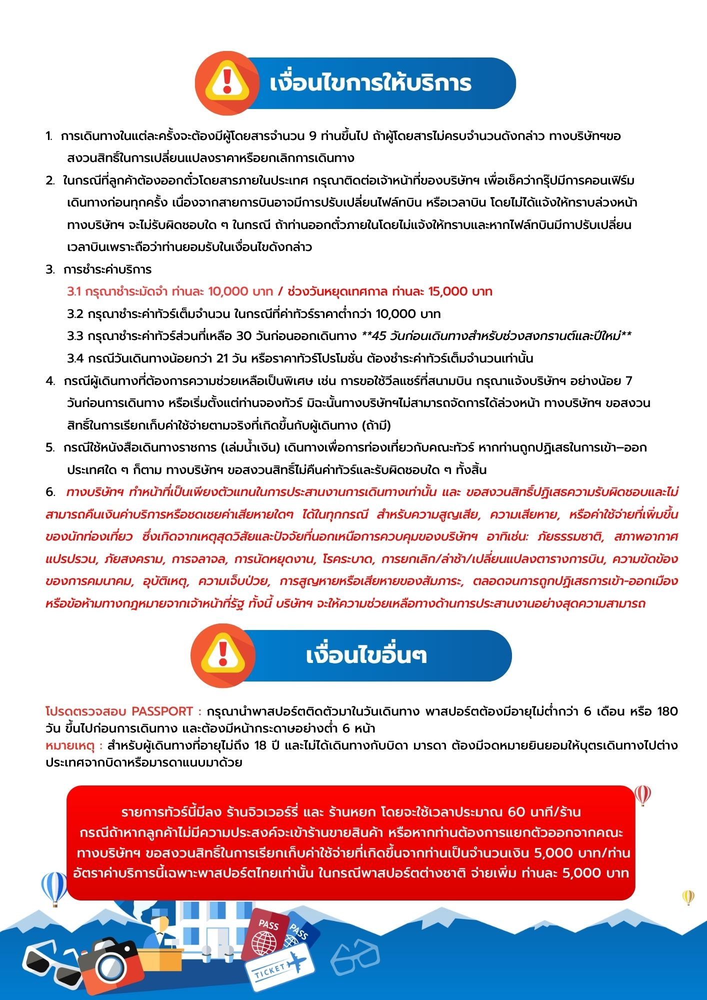 เงื่อนไขการให้บริการ
1. การเดินทางในแต่ละครั้งจะต้องมีผู้โดยสารจำนวน 9 ท่านขึ้นไป ถ้าผู้โดยสารไม่ครบจำนวนดังกล่าว ทางบริษัทฯขอ
สงวนสิทธิ์ในการเปลี่ยนแปลงราคาหรือยกเลิกการเดินทาง
2. ในกรณีที่ลูกค้าต้องออกตั๋วโดยสารภายในประเทศ กรุณาติดต่อเจ้าหน้าที่ของบริษัทฯ เพื่อเช็คว่ากรุ๊ปมีการคอนเฟิร์ม
เดินทางก่อนทุกครั้ง เนื่องจากสายการบินอาจมีการปรับเปลี่ยนไฟล์ทบิน หรือเวลาบิน โดยไม่ได้แจ้งให้ทราบล่วงหน้า
ทางบริษัทฯ จะไม่รับผิดชอบใด ๆ ในกรณี ถ้าท่านออกตั๋วภายในโดยไม่แจ้งให้ทราบและหากไฟล์ทบินมีกาปรับเปลี่ยน
เวลาบินเพราะถือว่าท่านยอมรับในเงื่อนไขดังกล่าว
3. การชำระค่าบริการ
3.1 กรุณาชำระมัดจำ ท่านละ 10,000 บาท / ช่วงวันหยุดเทศกาล ท่านละ 15,000 บาท
3.2 กรุณาชำระค่าทัวร์เต็มจำนวน ในกรณีที่ค่าทัวร์ราคาต่ำกว่า 10,000 บาท
3.3 กรุณาชำระค่าทัวร์ส่วนที่เหลือ 30 วันก่อนออกเดินทาง **45 วันก่อนเดินทางสำหรับช่วงสงกรานต์และปีใหม่**
3.4 กรณีวันเดินทางน้อยกว่า 21 วัน หรือราคาทัวร์โปรโมชั่น ต้องชำระค่าทัวร์เต็มจำนวนเท่านั้น
4. กรณีผู้เดินทางที่ต้องการความช่วยเหลือเป็นพิเศษ เช่น การขอใช้วีลแชร์ที่สนามบิน กรุณาแจ้งบริษัทฯ อย่างน้อย 7
วันก่อนการเดินทาง หรือเริ่มตั้งแต่ท่านจองทัวร์ มิฉะนั้นทางบริษัทฯไม่สามารถจัดการได้ล่วงหน้า ทางบริษัทฯ ขอสงวน
สิทธิ์ในการเรียกเก็บค่าใช้จ่ายตามจริงที่เกิดขึ้นกับผู้เดินทาง (ถ้ามี)
5. กรณีใช้หนังสือเดินทางราชการ (เล่มน้ำเงิน) เดินทางเพื่อการท่องเที่ยวกับคณะทัวร์ หากท่านถูกปฏิเสธในการเข้า–ออก
ประเทศใด ๆ ก็ตาม ทางบริษัทฯ ขอสงวนสิทธิ์ไม่คืนค่าทัวร์และรับผิดชอบใด ๆ ทั้งสิ้น
6. ทางบริษัทฯ ทำหน้าที่เป็นเพียงตัวแทนในการประสานงานการเดินทางเท่านั้น และ ขอสงวนสิทธิ์ปฏิเสธความรับผิดชอบและไม่
สามารถคืนเงินค่าบริการหรือชดเชยค่าเสียหายใดๆ ได้ในทุกกรณี สำหรับความสูญเสีย, ความเสียหาย, หรือค่าใช้จ่ายที่เพิ่มขึ้น
ของนักท่องเที่ยว ซึ่งเกิดจากเหตุสุดวิสัยและปัจจัยที่นอกเหนือการควบคุมของบริษัทฯ อาทิเช่น: ภัยธรรมชาติ, สภาพอากาศ
แปรปรวน, ภัยสงคราม, การจลาจล, การนัดหยุดงาน, โรคระบาด, การยกเลิก/ล่าช้า/เปลี่ยนแปลงตารางการบิน, ความขัดข้อง
ของการคมนาคม, อุบัติเหตุ, ความเจ็บป่วย, การสูญหายหรือเสียหายของสัมภาระ, ตลอดจนการถูกปฏิเสธการเข้า-ออกเมือง
หรือข้อห้ามทางกฎหมายจากเจ้าหน้าที่รัฐ ทั้งนี้ บริษัทฯ จะให้ความช่วยเหลือทางด้านการประสานงานอย่างสุดความสามารถ
เงื่อนไขอื่นๆ
โปรดตรวจสอบ PASSPORT : กรุณานำพาสปอร์ตติดตัวมาในวันเดินทาง พาสปอร์ตต้องมีอายุไม่ต่ำกว่า 6 เดือน หรือ 180
วัน ขึ้นไปก่อนการเดินทาง และต้องมีหน้ากระดาษอย่างต่ำ 6 หน้า
หมายเหตุ : สำหรับผู้เดินทางที่อายุไม่ถึง 18 ปี และไม่ได้เดินทางกับบิดา มารดา ต้องมีจดหมายยินยอมให้บุตรเดินทางไปต่าง
ประเทศจากบิดาหรือมารดาแนบมาด้วย
รายการทัวร์นี้มีลง ร้านจิวเวอร์รี่ และ ร้านหยก โดยจะใช้เวลาประมาณ 60 นาที/ร้าน
กรณีถ้าหากลูกค้าไม่มีความประสงค์จะเข้าร้านขายสินค้า หรือหากท่านต้องการแยกตัวออกจากคณะ
ทางบริษัทฯ ขอสงวนสิทธิ์ในการเรียกเก็บค่าใช้จ่ายที่เกิดขึ้นจากท่านเป็นจำนวนเงิน 5,000 บาท/ท่าน
อัตราค่าบริการนี้เฉพาะพาสปอร์ตไทยเท่านั้น ในกรณีพาสปอร์ตต่างชาติ จ่ายเพิ่ม ท่านละ 5,000 บาท
PASS
PASS
TICKET